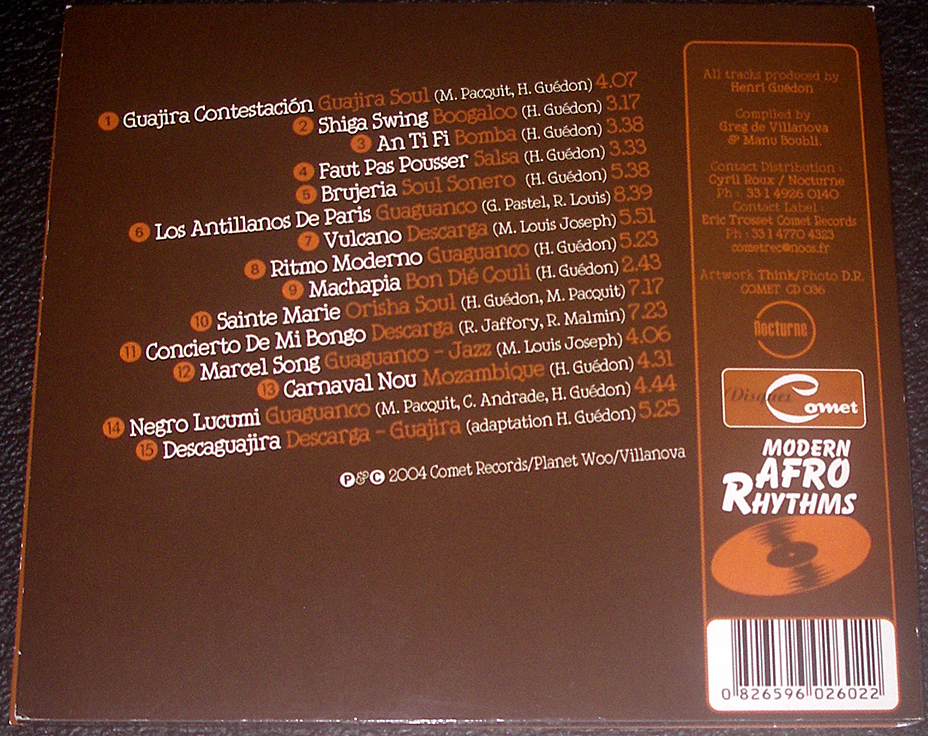 1 Guajira Contestación Guajira Soul (M. Pacquit, H. Guédon) 4.07
2 Shiga Swing Boogaloo (H. Guédon) 3.17
3 An Ti Fi Bomba (H. Guédon) 3.38
4 Faut Pas Pousser Salsa (H. Guédon) 3.33
5 Brujeria Soul Sonero (H. Guédon) 5.38
6 Los Antillanos De Paris Guaguanco (G. Pastel, R. Louis) 8.39
7 Vulcano Descarga (M. Louis Joseph) 5.51
8 Ritmo Moderno Guaguanco (H. Guédon) 5.23
9 Machapia Bon Dié Couli (H. Guédon) 2.43
10 Sainte Marie Orisha Soul (H. Guédon, M. Pacquit) 7.17
11 Concierto De Mi Bongo Descarga (R. Jaffory, R. Malmin) 7.23
12 Marcel Song Guaguanco - Jazz (M. Louis Joseph) 4.06
13 Carnaval Nou Mozambique (H. Guédon) 4.31
14 Negro Lucumi Guaguanco (M. Pacquit, C. Andrade, H. Guédon) 4.44
15 Descaguajira Descarga - Guajira (adaptation H. Guédon) 5.25
P & C 2004 Comet Records/Planet Woo/Villanova
All tracks produced by
Henri Guédon
Compiled by
Greg de Villanova
& Manu Boubli.
Contact Distribution :
Cyril Roux / Nocturne
Ph : 33 1 4926 0140
Contact Label :
Eric Trosset Comet Records
Ph : 33 1 4770 4323
cometrec@noos.fr
Artwork Think/Photo D.R.
COMET CD 036
Nocturne
Disques
Comet
MODERN
AFRO
RHYTHMS
0 826596 026022